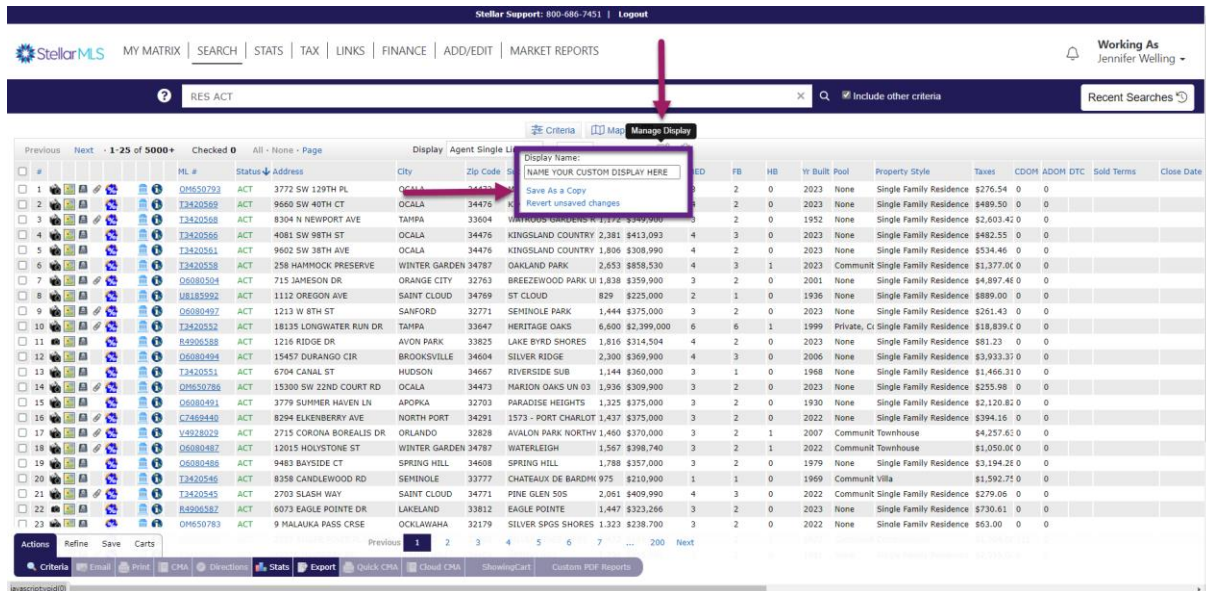 Stellar Support: 800-686-7451 | Logout
StellarMLS MY MATRIX SEARCH STATS TAX LINKS FINANCE ADD/EDIT MARKET REPORTS
Working As
Jennifer Welling
? RES ACT × Include other criteria Recent Searches
Criteria Map Manage Display
Previous Next · 1-25 of 5000+ Checked 0 All · None · Page Display Agent Single Li
Display Name:
NAME YOUR CUSTOM DISPLAY HERE
Save As a Copy
Revert unsaved changes
# ML # Status Address City Zip Code FB HB Yr Built Pool Property Style Taxes CDOM ADOM DTC Sold Terms Close Date
1 OM650793 ACT 3772 SW 129TH PL OCALA 2 0 2023 None Single Family Residence $276.54 0 0
2 T3420569 ACT 9660 SW 40TH CT OCALA 34476 2 0 2023 None Single Family Residence $489.50 0 0
3 T3420568 ACT 8304 N NEWPORT AVE TAMPA 33604 WATROUS GARDENS R 1,172 $349,900 3 2 0 1952 None Single Family Residence $2,603.42 0 0
4 T3420566 ACT 4081 SW 98TH ST OCALA 34476 KINGSLAND COUNTRY 2,381 $413,093 4 3 0 2023 None Single Family Residence $482.55 0 0
5 T3420561 ACT 9602 SW 38TH AVE OCALA 34476 KINGSLAND COUNTRY 1,806 $308,990 4 2 0 2023 None Single Family Residence $534.46 0 0
6 T3420558 ACT 258 HAMMOCK PRESERVE WINTER GARDEN 34787 OAKLAND PARK 2,653 $858,530 4 3 1 2023 Communit Single Family Residence $1,377.0( 0 0
7 O6080504 ACT 715 JAMESON DR ORANGE CITY 32763 BREEZEWOOD PARK UI 1,838 $359,900 3 2 0 2001 None Single Family Residence $4,897.48 0 0
8 U8185992 ACT 1112 OREGON AVE SAINT CLOUD 34769 ST CLOUD 829 $225,000 2 1 0 1936 None Single Family Residence $889.00 0 0
9 O6080497 ACT 1213 W 8TH ST SANFORD 32771 SEMINOLE PARK 1,444 $375,000 3 2 0 2023 None Single Family Residence $261.43 0 0
10 T3420552 ACT 18135 LONGWATER RUN DR TAMPA 33647 HERITAGE OAKS 6,600 $2,399,000 6 6 1 1999 Private, Cc Single Family Residence $18,839.( 0 0
11 R4906588 ACT 1216 RIDGE DR AVON PARK 33825 LAKE BYRD SHORES 1,816 $314,504 4 2 0 2023 None Single Family Residence $81.23 0 0
12 O6080494 ACT 15457 DURANGO CIR BROOKSVILLE 34604 SILVER RIDGE 2,300 $369,900 4 3 0 2006 None Single Family Residence $3,933.37 0 0
13 T3420551 ACT 6704 CANAL ST HUDSON 34667 RIVERSIDE SUB 1,144 $360,000 3 1 0 1968 None Single Family Residence $1,466.31 0 0
14 OM650786 ACT 15300 SW 22ND COURT RD OCALA 34473 MARION OAKS UN 03 1,936 $309,900 3 2 0 2023 None Single Family Residence $255.98 0 0
15 O6080491 ACT 3779 SUMMER HAVEN LN APOPKA 32703 PARADISE HEIGHTS 1,325 $375,000 3 2 0 1930 None Single Family Residence $2,120.82 0 0
16 C7469440 ACT 8294 ELKENBERRY AVE NORTH PORT 34291 1573 - PORT CHARLOT 1,437 $375,000 3 2 0 2022 None Single Family Residence $394.16 0 0
17 V4928029 ACT 2715 CORONA BOREALIS DR ORLANDO 32828 AVALON PARK NORTHV 1,460 $370,000 3 2 1 2007 Communit Townhouse $4,257.63 0 0
18 O6080487 ACT 12015 HOLYSTONE ST WINTER GARDEN 34787 WATERLEIGH 1,567 $398,740 3 2 1 2022 Communit Townhouse $1,050.0( 0 0
19 O6080486 ACT 9483 BAYSIDE CT SPRING HILL 34608 SPRING HILL 1,788 $357,000 3 2 0 1979 None Single Family Residence $3,194.28 0 0
20 T3420546 ACT 8358 CANDLEWOOD RD SEMINOLE 33777 CHATEAUX DE BARDM( 975 $210,900 1 1 0 1969 Communit Villa $1,592.75 0 0
21 T3420545 ACT 2703 SLASH WAY SAINT CLOUD 34771 PINE GLEN 50S 2,061 $409,990 4 3 0 2022 Communit Single Family Residence $279.06 0 0
22 R4906587 ACT 6073 EAGLE POINTE DR LAKELAND 33812 EAGLE POINTE 1,447 $323,266 3 2 0 2023 None Single Family Residence $730.61 0 0
23 OM650783 ACT 9 MALAUKA PASS CRSE OCKLAWAHA 32179 SILVER SPGS SHORES 1,323 $238,700 3 2 0 2022 None Single Family Residence $63.00 0 0
Actions Refine Save Carts Previous 1 2 3 4 5 6 7 ... 200 Next
Criteria Email Print CMA Directions Stats Export Quick CMA Cloud CMA ShowingCart Custom PDF Reports
javascript:void(0)